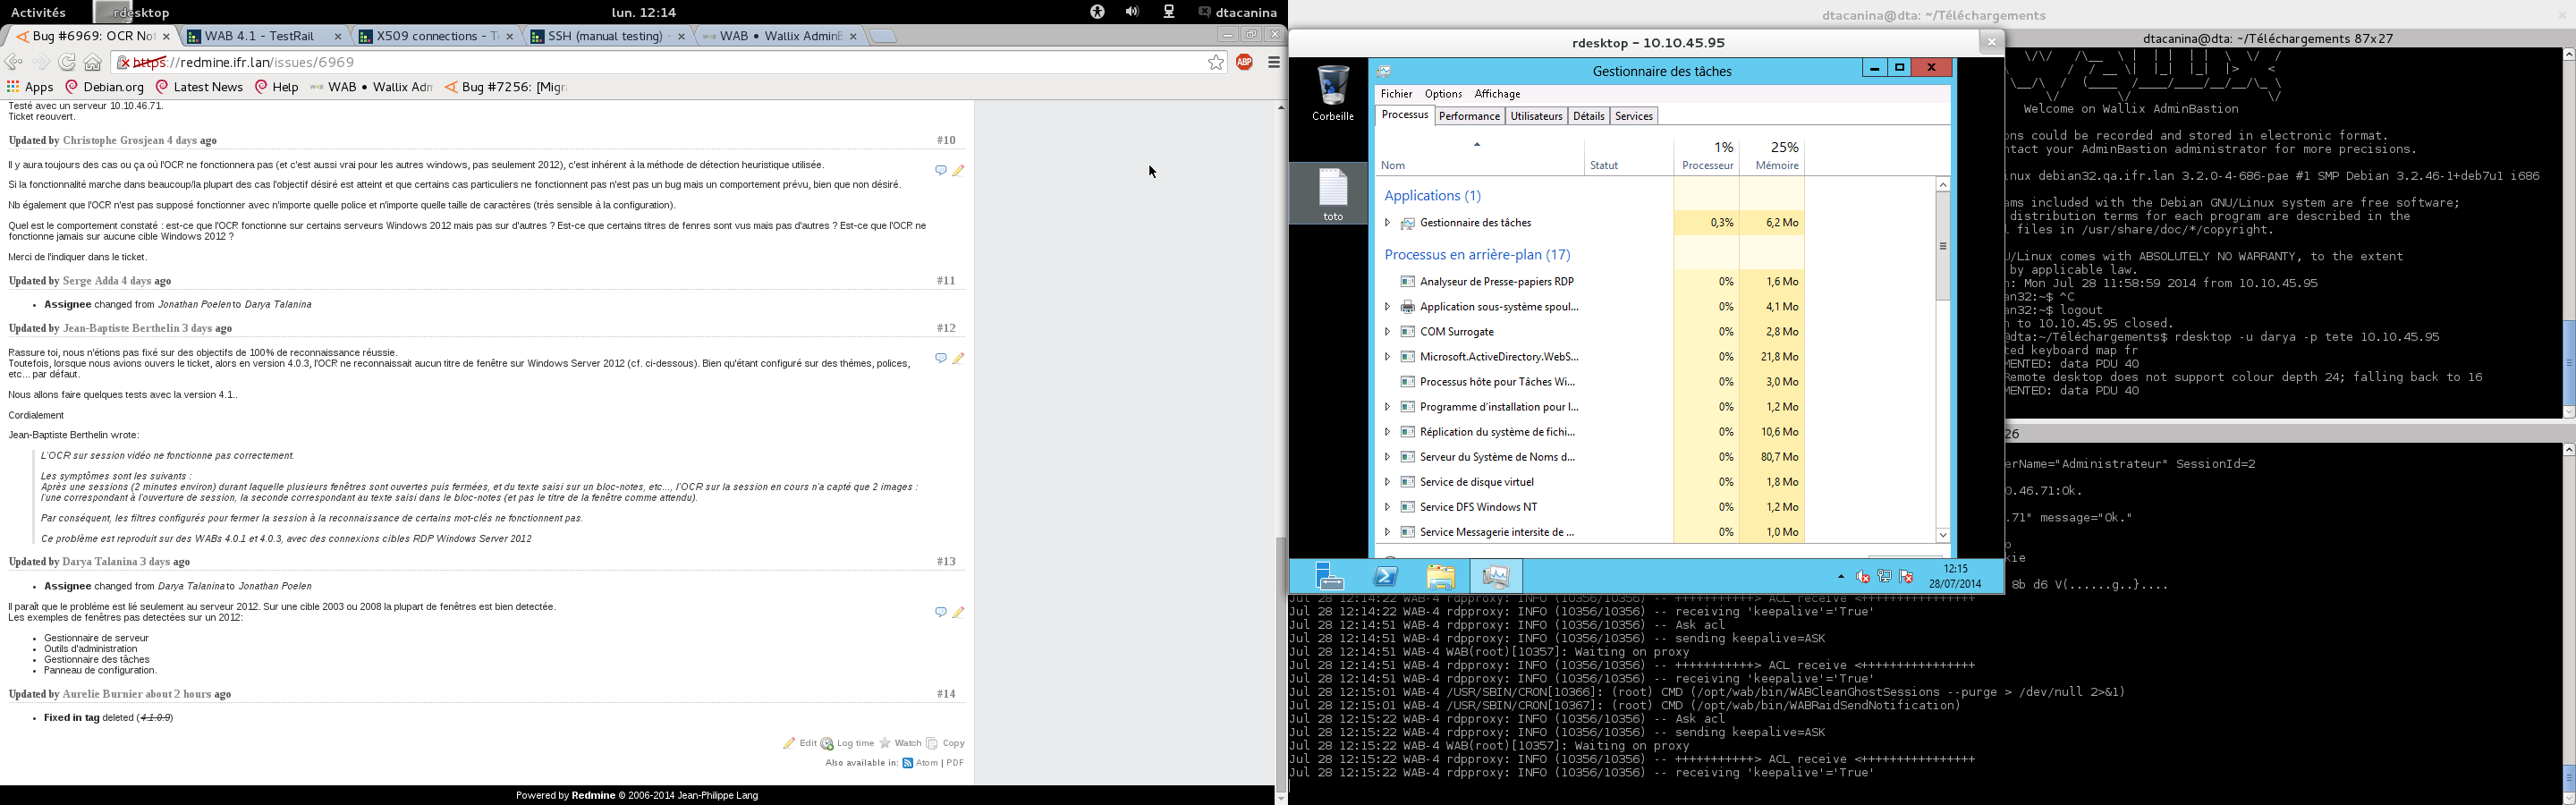 Activités
rdesktop
lun. 12:14
dtacanina
Bug #6969: OCR No
WAB 4.1 - TestRail
X509 connections - T
SSH (manual testing) -
WAB • Wallix AdminB
https://redmine.ifr.lan/issues/6969
ABP
Apps
Debian.org
Latest News
Help
WAB • Wallix Adm
Bug #7256: [Migr
Testé avec un serveur 10.10.46.71.
Ticket reouvert.
Updated by Christophe Grosjean 4 days ago #10
Il y aura toujours des cas ou ça où l'OCR ne fonctionnera pas (et c'est aussi vrai pour les autres windows, pas seulement 2012), c'est inhérent à la méthode de détection heuristique utilisée.
Si la fonctionnalité marche dans beaucoup/la plupart des cas l'objectif désiré est atteint et que certains cas particuliers ne fonctionnent pas n'est pas un bug mais un comportement prévu, bien que non désiré.
Nb également que l'OCR n'est pas supposé fonctionner avec n'importe quelle police et n'importe quelle taille de caractères (très sensible à la configuration).
Quel est le comportement constaté : est-ce que l'OCR fonctionne sur certains serveurs Windows 2012 mais pas sur d'autres ? Est-ce que certains titres de fenres sont vus mais pas d'autres ? Est-ce que l'OCR ne
fonctionne jamais sur aucune cible Windows 2012 ?
Merci de l'indiquer dans le ticket.
Updated by Serge Adda 4 days ago #11
Assignee changed from Jonathan Poelen to Darya Talanina
Updated by Jean-Baptiste Berthelin 3 days ago #12
Rassure toi, nous n'étions pas fixé sur des objectifs de 100% de reconnaissance réussie.
Toutefois, lorsque nous avions ouvers le ticket, alors en version 4.0.3, l'OCR ne reconnaissait aucun titre de fenêtre sur Windows Server 2012 (cf. ci-dessous). Bien qu'étant configuré sur des thèmes, polices,
etc... par défaut.
Nous allons faire quelques tests avec la version 4.1..
Cordialement
Jean-Baptiste Berthelin wrote:
L'OCR sur session vidéo ne fonctionne pas correctement.
Les symptômes sont les suivants :
Après une sessions (2 minutes environ) durant laquelle plusieurs fenêtres sont ouvertes puis fermées, et du texte saisi sur un bloc-notes, etc..., l'OCR sur la session en cours n'a capté que 2 images :
l'une correspondant à l'ouverture de session, la seconde correspondant au texte saisi dans le bloc-notes (et pas le titre de la fenêtre comme attendu).
Par conséquent, les filtres configurés pour fermer la session à la reconnaissance de certains mot-clés ne fonctionnent pas.
Ce problème est reproduit sur des WABs 4.0.1 et 4.0.3, avec des connexions cibles RDP Windows Server 2012
Updated by Darya Talanina 3 days ago #13
Assignee changed from Darya Talanina to Jonathan Poelen
Il paraît que le problème est lié seulement au serveur 2012. Sur une cible 2003 ou 2008 la plupart de fenêtres est bien detectée.
Les exemples de fenêtres pas detectées sur un 2012:
Gestionnaire de serveur
Outils d'administration
Gestionnaire des tâches
Panneau de configuration.
Updated by Aurelie Burnier about 2 hours ago #14
Fixed in tag deleted (4.1.0.9)
Edit Log time Watch Copy
Also available in: Atom | PDF
Powered by Redmine © 2006-2014 Jean-Philippe Lang
rdesktop - 10.10.45.95
Corbeille
toto
Gestionnaire des tâches
Fichier Options Affichage
Processus Performance Utilisateurs Détails Services
1% 25%
Nom Statut Processeur Mémoire
Applications (1)
Gestionnaire des tâches 0,3% 6,2 Mo
Processus en arrière-plan (17)
Analyseur de Presse-papiers RDP 0% 1,6 Mo
Application sous-système spoul... 0% 4,1 Mo
COM Surrogate 0% 2,8 Mo
Microsoft.ActiveDirectory.WebS... 0% 21,8 Mo
Processus hôte pour Tâches Wi... 0% 3,0 Mo
Programme d'installation pour l... 0% 1,2 Mo
Réplication du système de fichi... 0% 10,6 Mo
Serveur du Système de Noms d... 0% 80,7 Mo
Service de disque virtuel 0% 1,8 Mo
Service DFS Windows NT 0% 1,2 Mo
Service Messagerie intersite de ... 0% 1,0 Mo
12:15
28/07/2014
dtacanina@dta: ~/Téléchargements
dtacanina@dta: ~/Téléchargements 87x27
Welcome on Wallix AdminBastion
ons could be recorded and stored in electronic format.
ntact your AdminBastion administrator for more precisions.
inux debian32.qa.ifr.lan 3.2.0-4-686-pae #1 SMP Debian 3.2.46-1+deb7u1 i686
ams included with the Debian GNU/Linux system are free software;
distribution terms for each program are described in the
l files in /usr/share/doc/*/copyright.
U/Linux comes with ABSOLUTELY NO WARRANTY, to the extent
by applicable law.
n: Mon Jul 28 11:58:59 2014 from 10.10.45.95
an32:~$ ^C
an32:~$ logout
n to 10.10.45.95 closed.
@dta:~/Téléchargements$ rdesktop -u darya -p tete 10.10.45.95
ted keyboard map fr
MENTED: data PDU 40
Remote desktop does not support colour depth 24; falling back to 16
MENTED: data PDU 40
26
erName="Administrateur" SessionId=2
0.46.71:Ok.
.71" message="Ok."
o
kie
8b d6 V(......g..}....
Jul 28 12:14:22 WAB-4 rdpproxy: INFO (10356/10356) -- +++++++++++> ACL receive <++++++++++++++++
Jul 28 12:14:22 WAB-4 rdpproxy: INFO (10356/10356) -- receiving 'keepalive'='True'
Jul 28 12:14:51 WAB-4 rdpproxy: INFO (10356/10356) -- Ask acl
Jul 28 12:14:51 WAB-4 rdpproxy: INFO (10356/10356) -- sending keepalive=ASK
Jul 28 12:14:51 WAB-4 WAB(root)[10357]: Waiting on proxy
Jul 28 12:14:51 WAB-4 rdpproxy: INFO (10356/10356) -- +++++++++++> ACL receive <++++++++++++++++
Jul 28 12:14:51 WAB-4 rdpproxy: INFO (10356/10356) -- receiving 'keepalive'='True'
Jul 28 12:15:01 WAB-4 /USR/SBIN/CRON[10366]: (root) CMD (/opt/wab/bin/WABCleanGhostSessions --purge > /dev/null 2>&1)
Jul 28 12:15:01 WAB-4 /USR/SBIN/CRON[10367]: (root) CMD (/opt/wab/bin/WABRaidSendNotification)
Jul 28 12:15:22 WAB-4 rdpproxy: INFO (10356/10356) -- Ask acl
Jul 28 12:15:22 WAB-4 rdpproxy: INFO (10356/10356) -- sending keepalive=ASK
Jul 28 12:15:22 WAB-4 WAB(root)[10357]: Waiting on proxy
Jul 28 12:15:22 WAB-4 rdpproxy: INFO (10356/10356) -- +++++++++++> ACL receive <++++++++++++++++
Jul 28 12:15:22 WAB-4 rdpproxy: INFO (10356/10356) -- receiving 'keepalive'='True'